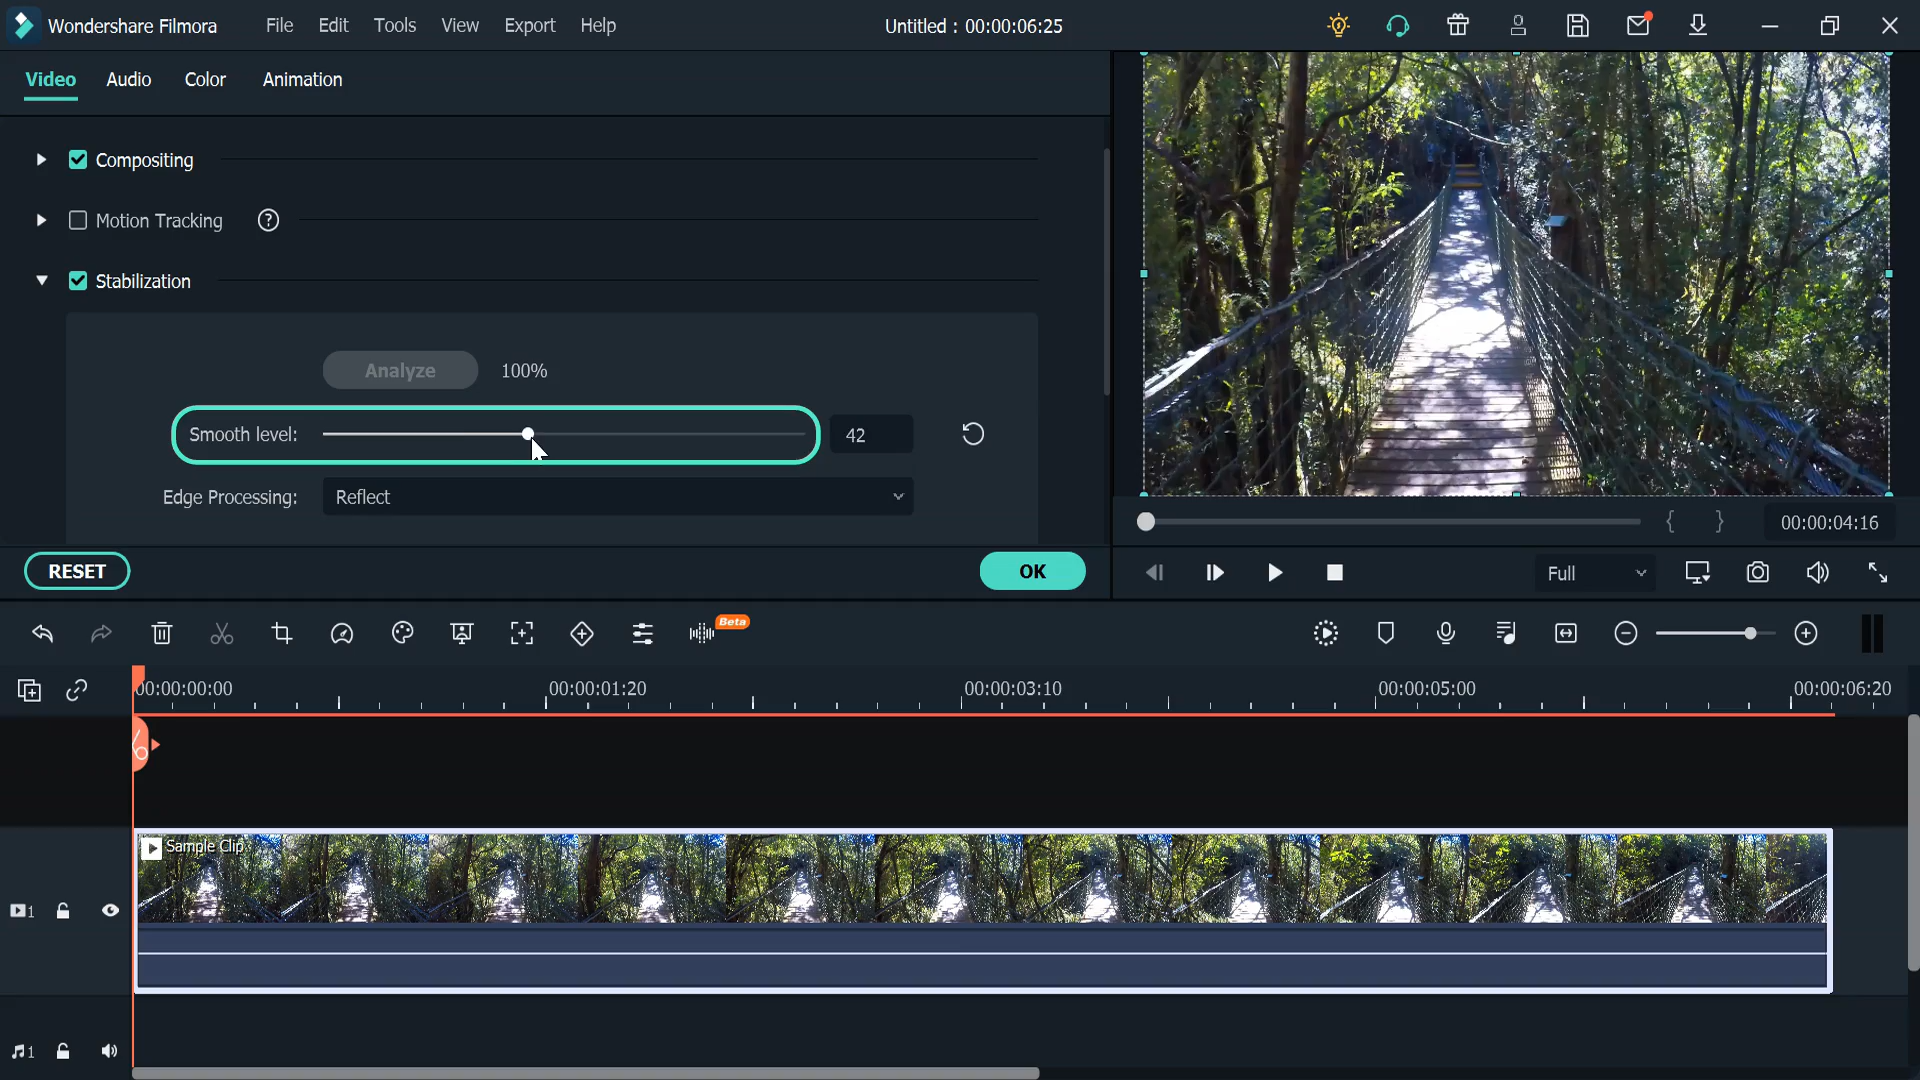 Wondershare Filmora File Edit Tools View Export Help Untitled : 00:00:06:25
Video Audio Color Animation
Compositing
Motion Tracking ?
Stabilization
Analyze 100%
Smooth level: 42
Edge Processing: Reflect
{ } 00:00:04:16
RESET OK
Full
Beta
00:00:00:00 00:00:01:20 00:00:03:10 00:00:05:00 00:00:06:20
Sample Clip
1
1